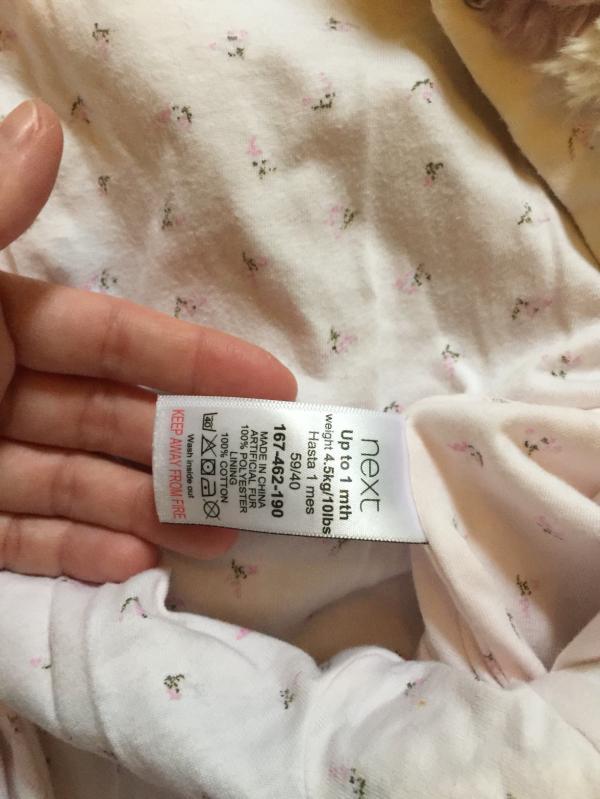 next
Up to 1 mth
weight 4.5kg/10lbs
Hasta 1 mes
59/40
167-462-190
MADE IN CHINA
ARTIFICIAL FUR
100% POLYESTER
LINING
100% COTTON
40
Wash inside out
KEEP AWAY FROM FIRE